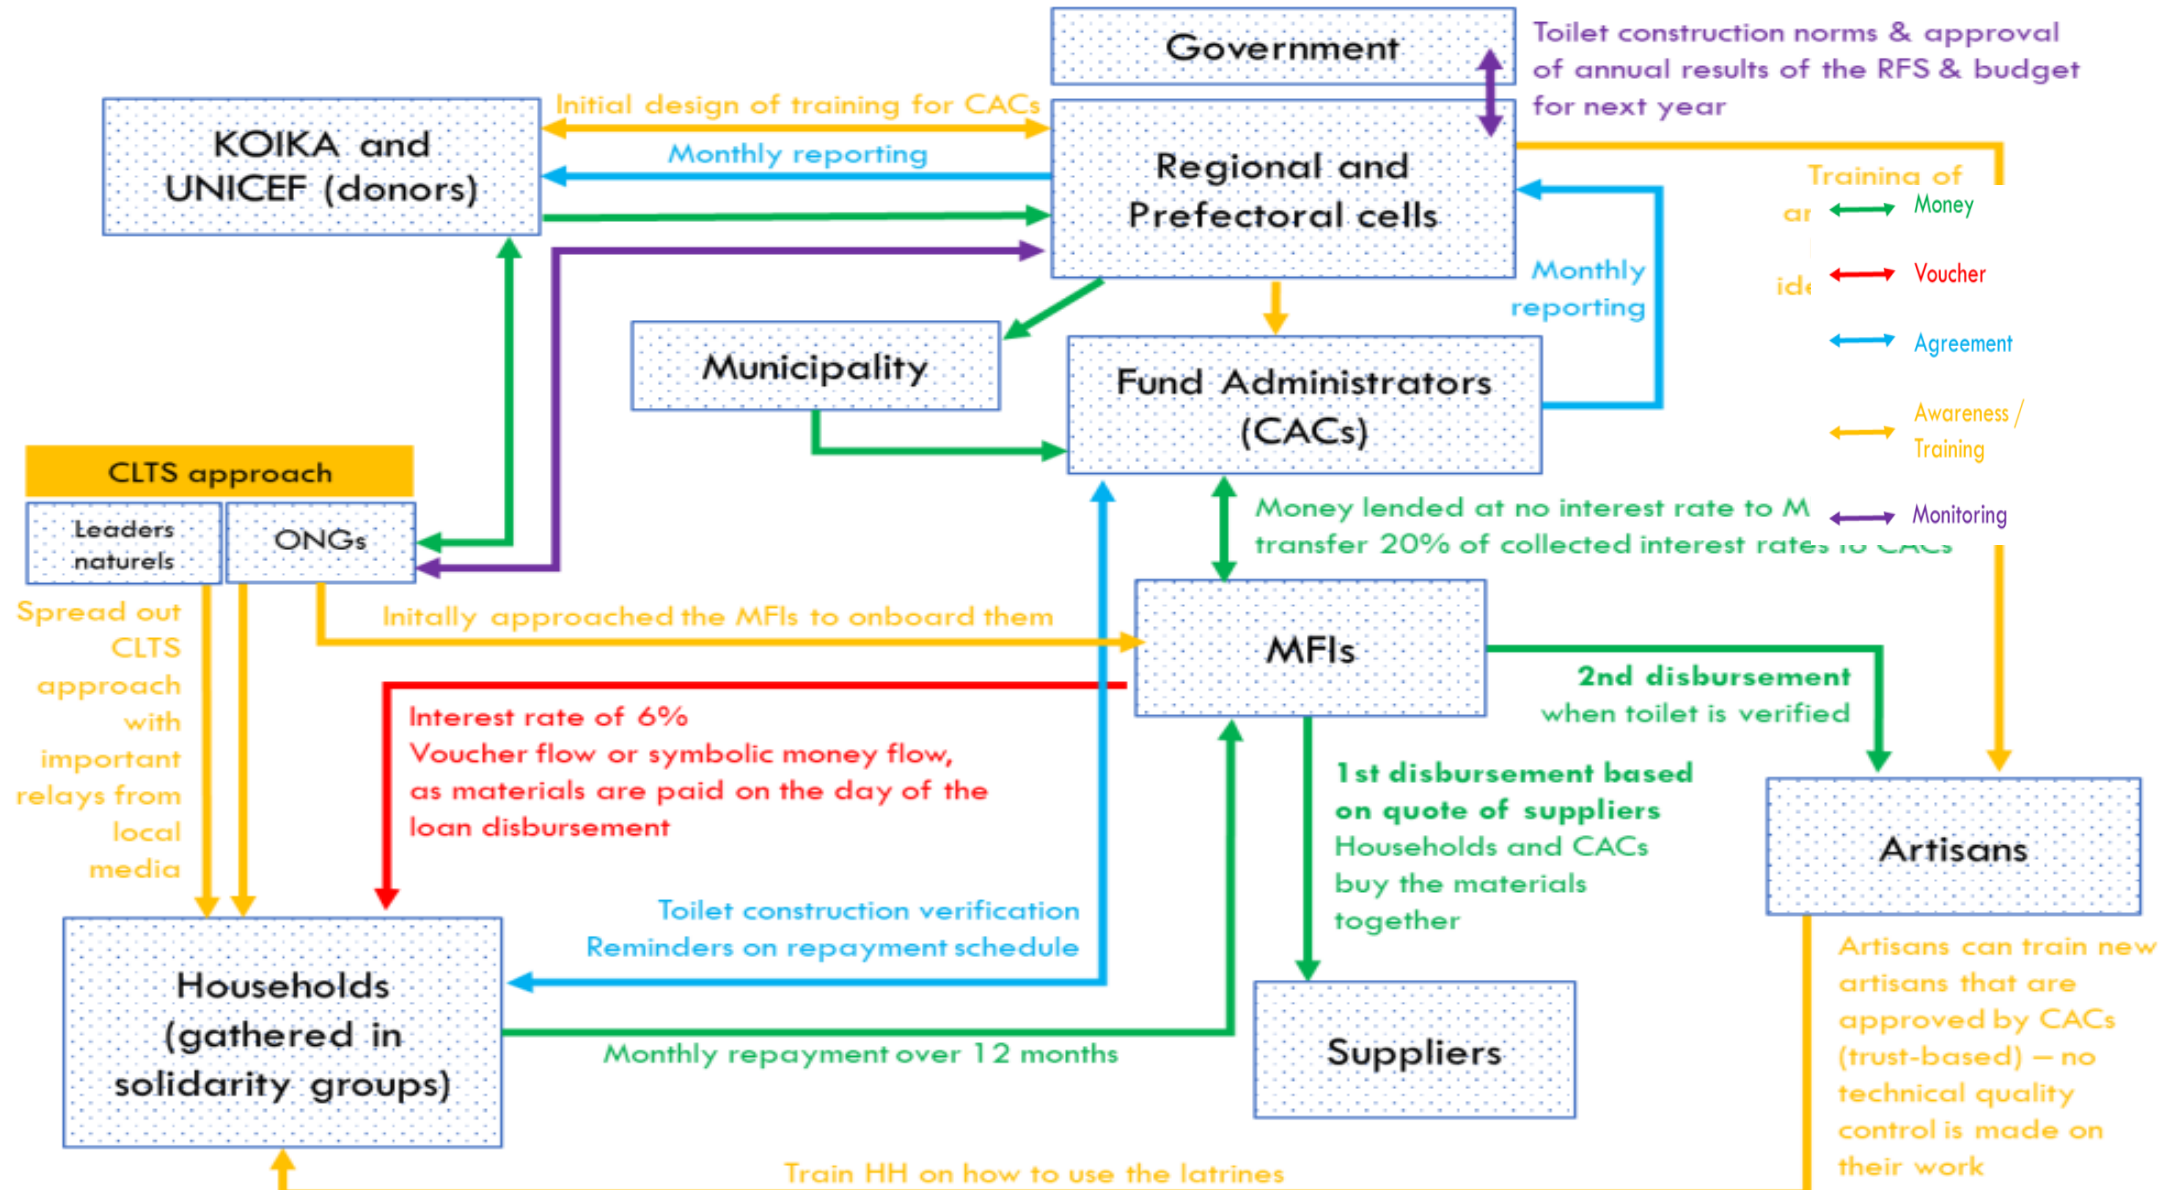 Government
Toilet construction norms & approval
of annual results of the RFS & budget
for next year
KOIKA and
UNICEF (donors)
Initial design of training for CACs
Monthly reporting
Regional and
Prefectoral cells
Training of
Money
Voucher
Agreement
Awareness /
Training
Monitoring
Monthly
reporting
Municipality
Fund Administrators
(CACs)
CLTS approach
Leaders
naturels
ONGs
Money lended at no interest rate to
transfer 20% of collected interest rates to CACs
Spread out
CLTS
approach
with
important
relays from
local
media
Initally approached the MFIs to onboard them
MFIs
2nd disbursement
when toilet is verified
Interest rate of 6%
Voucher flow or symbolic money flow,
as materials are paid on the day of the
loan disbursement
1st disbursement based
on quote of suppliers
Households and CACs
buy the materials
together
Artisans
Toilet construction verification
Reminders on repayment schedule
Households
(gathered in
solidarity groups)
Monthly repayment over 12 months
Suppliers
Artisans can train new
artisans that are
approved by CACs
(trust-based) – no
technical quality
control is made on
their work
Train HH on how to use the latrines